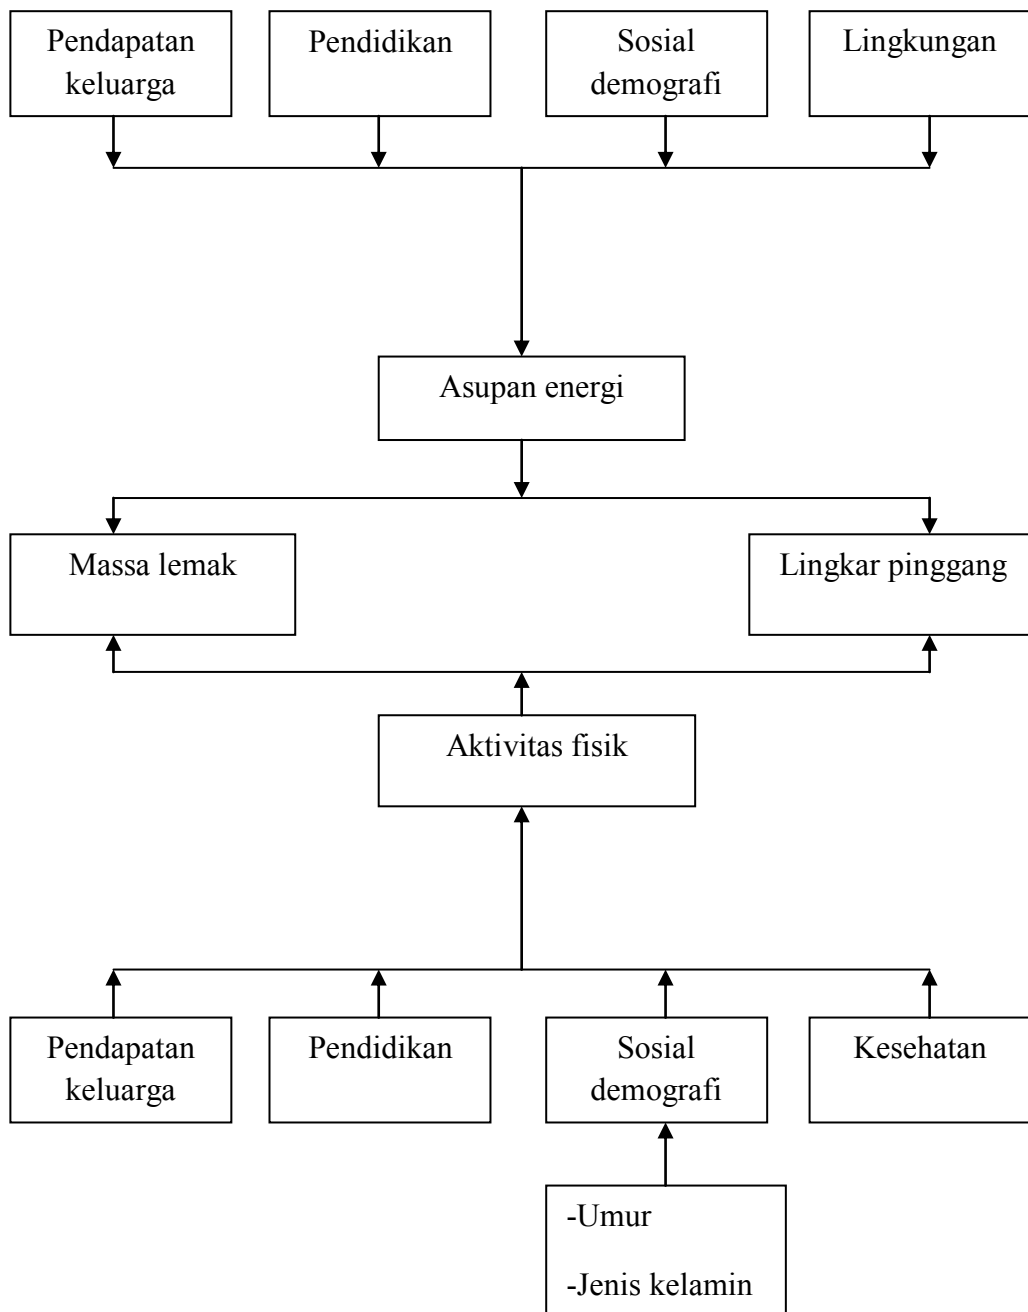 Pendapatan
keluarga
Pendidikan
Sosial
demografi
Lingkungan
Asupan energi
Massa lemak
Lingkar pinggang
Aktivitas fisik
Pendapatan
keluarga
Pendidikan
Sosial
demografi
Kesehatan
-Umur
-Jenis kelamin